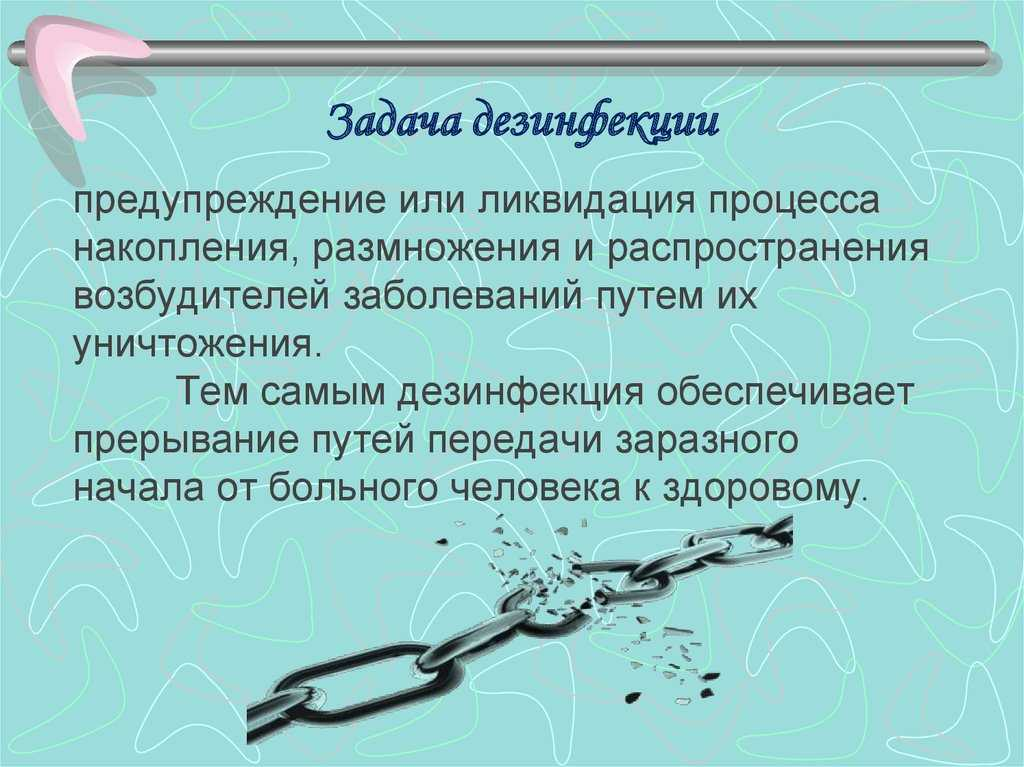 Задача дезинфекции
предупреждение или ликвидация процесса
накопления, размножения и распространения
возбудителей заболеваний путем их
уничтожения.
Тем самым дезинфекция обеспечивает
прерывание путей передачи заразного
начала от больного человека к здоровому.